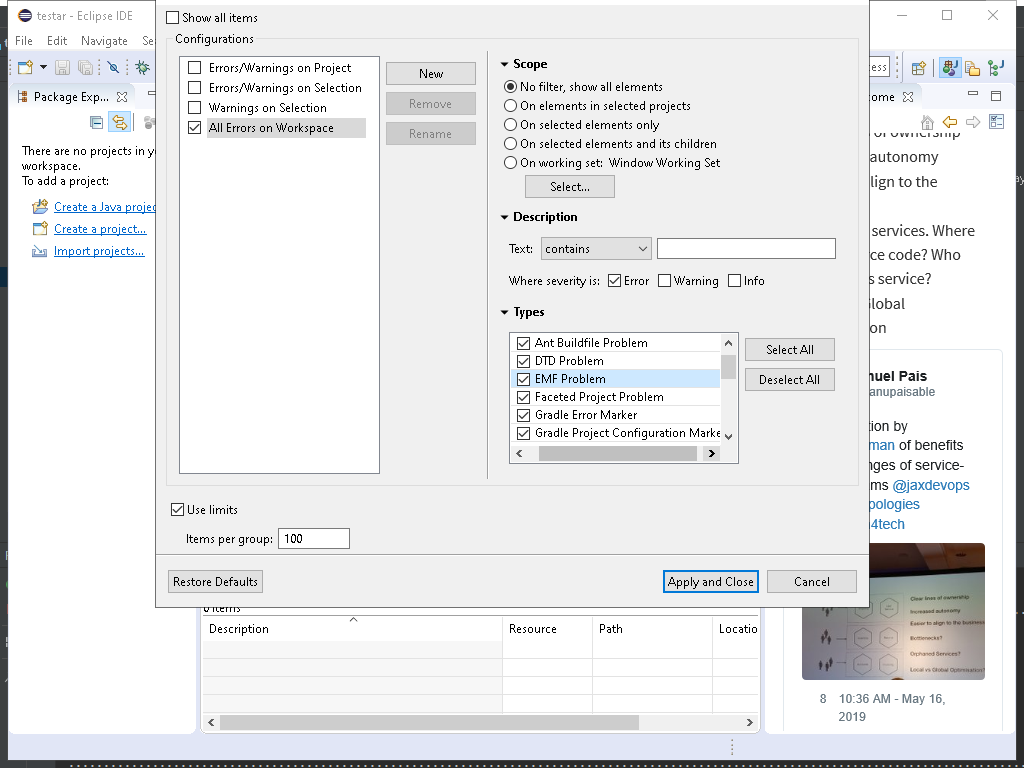 testar - Eclipse IDE
File Edit Navigate Se
Package Exp...
There are no projects in y
workspace.
To add a project:
Create a Java projec
Create a project...
Import projects...
Show all items
Configurations
Errors/Warnings on Project
Errors/Warnings on Selection
Warnings on Selection
All Errors on Workspace
New
Remove
Rename
Scope
No filter, show all elements
On elements in selected projects
On selected elements only
On selected elements and its children
On working set: Window Working Set
Select...
Description
Text: contains
Where severity is: Error Warning Info
Types
Ant Buildfile Problem
DTD Problem
EMF Problem
Faceted Project Problem
Gradle Error Marker
Gradle Project Configuration Marke
Select All
Deselect All
Use limits
Items per group: 100
Restore Defaults
Apply and Close
Cancel
0 items
Description Resource Path Locatio
ess
ome
of ownership
autonomy
lign to the
services. Where
ce code? Who
s service?
lobal
on
nuel Pais
anupaisable
tion by
man of benefits
nges of service-
ms @jaxdevops
pologies
4tech
Clear lines of ownership
Increased autonomy
Easier to align to the business
Bottlenecks?
Orphaned Services?
Local vs Global Optimisation?
8 10:36 AM - May 16,
2019